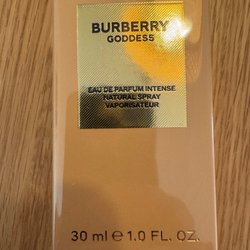 BURBERRY
GODDESS
EAU DE PARFUM INTENSE
NATURAL SPRAY
VAPORISATEUR
30 ml ℮ 1.0 FL. OZ.